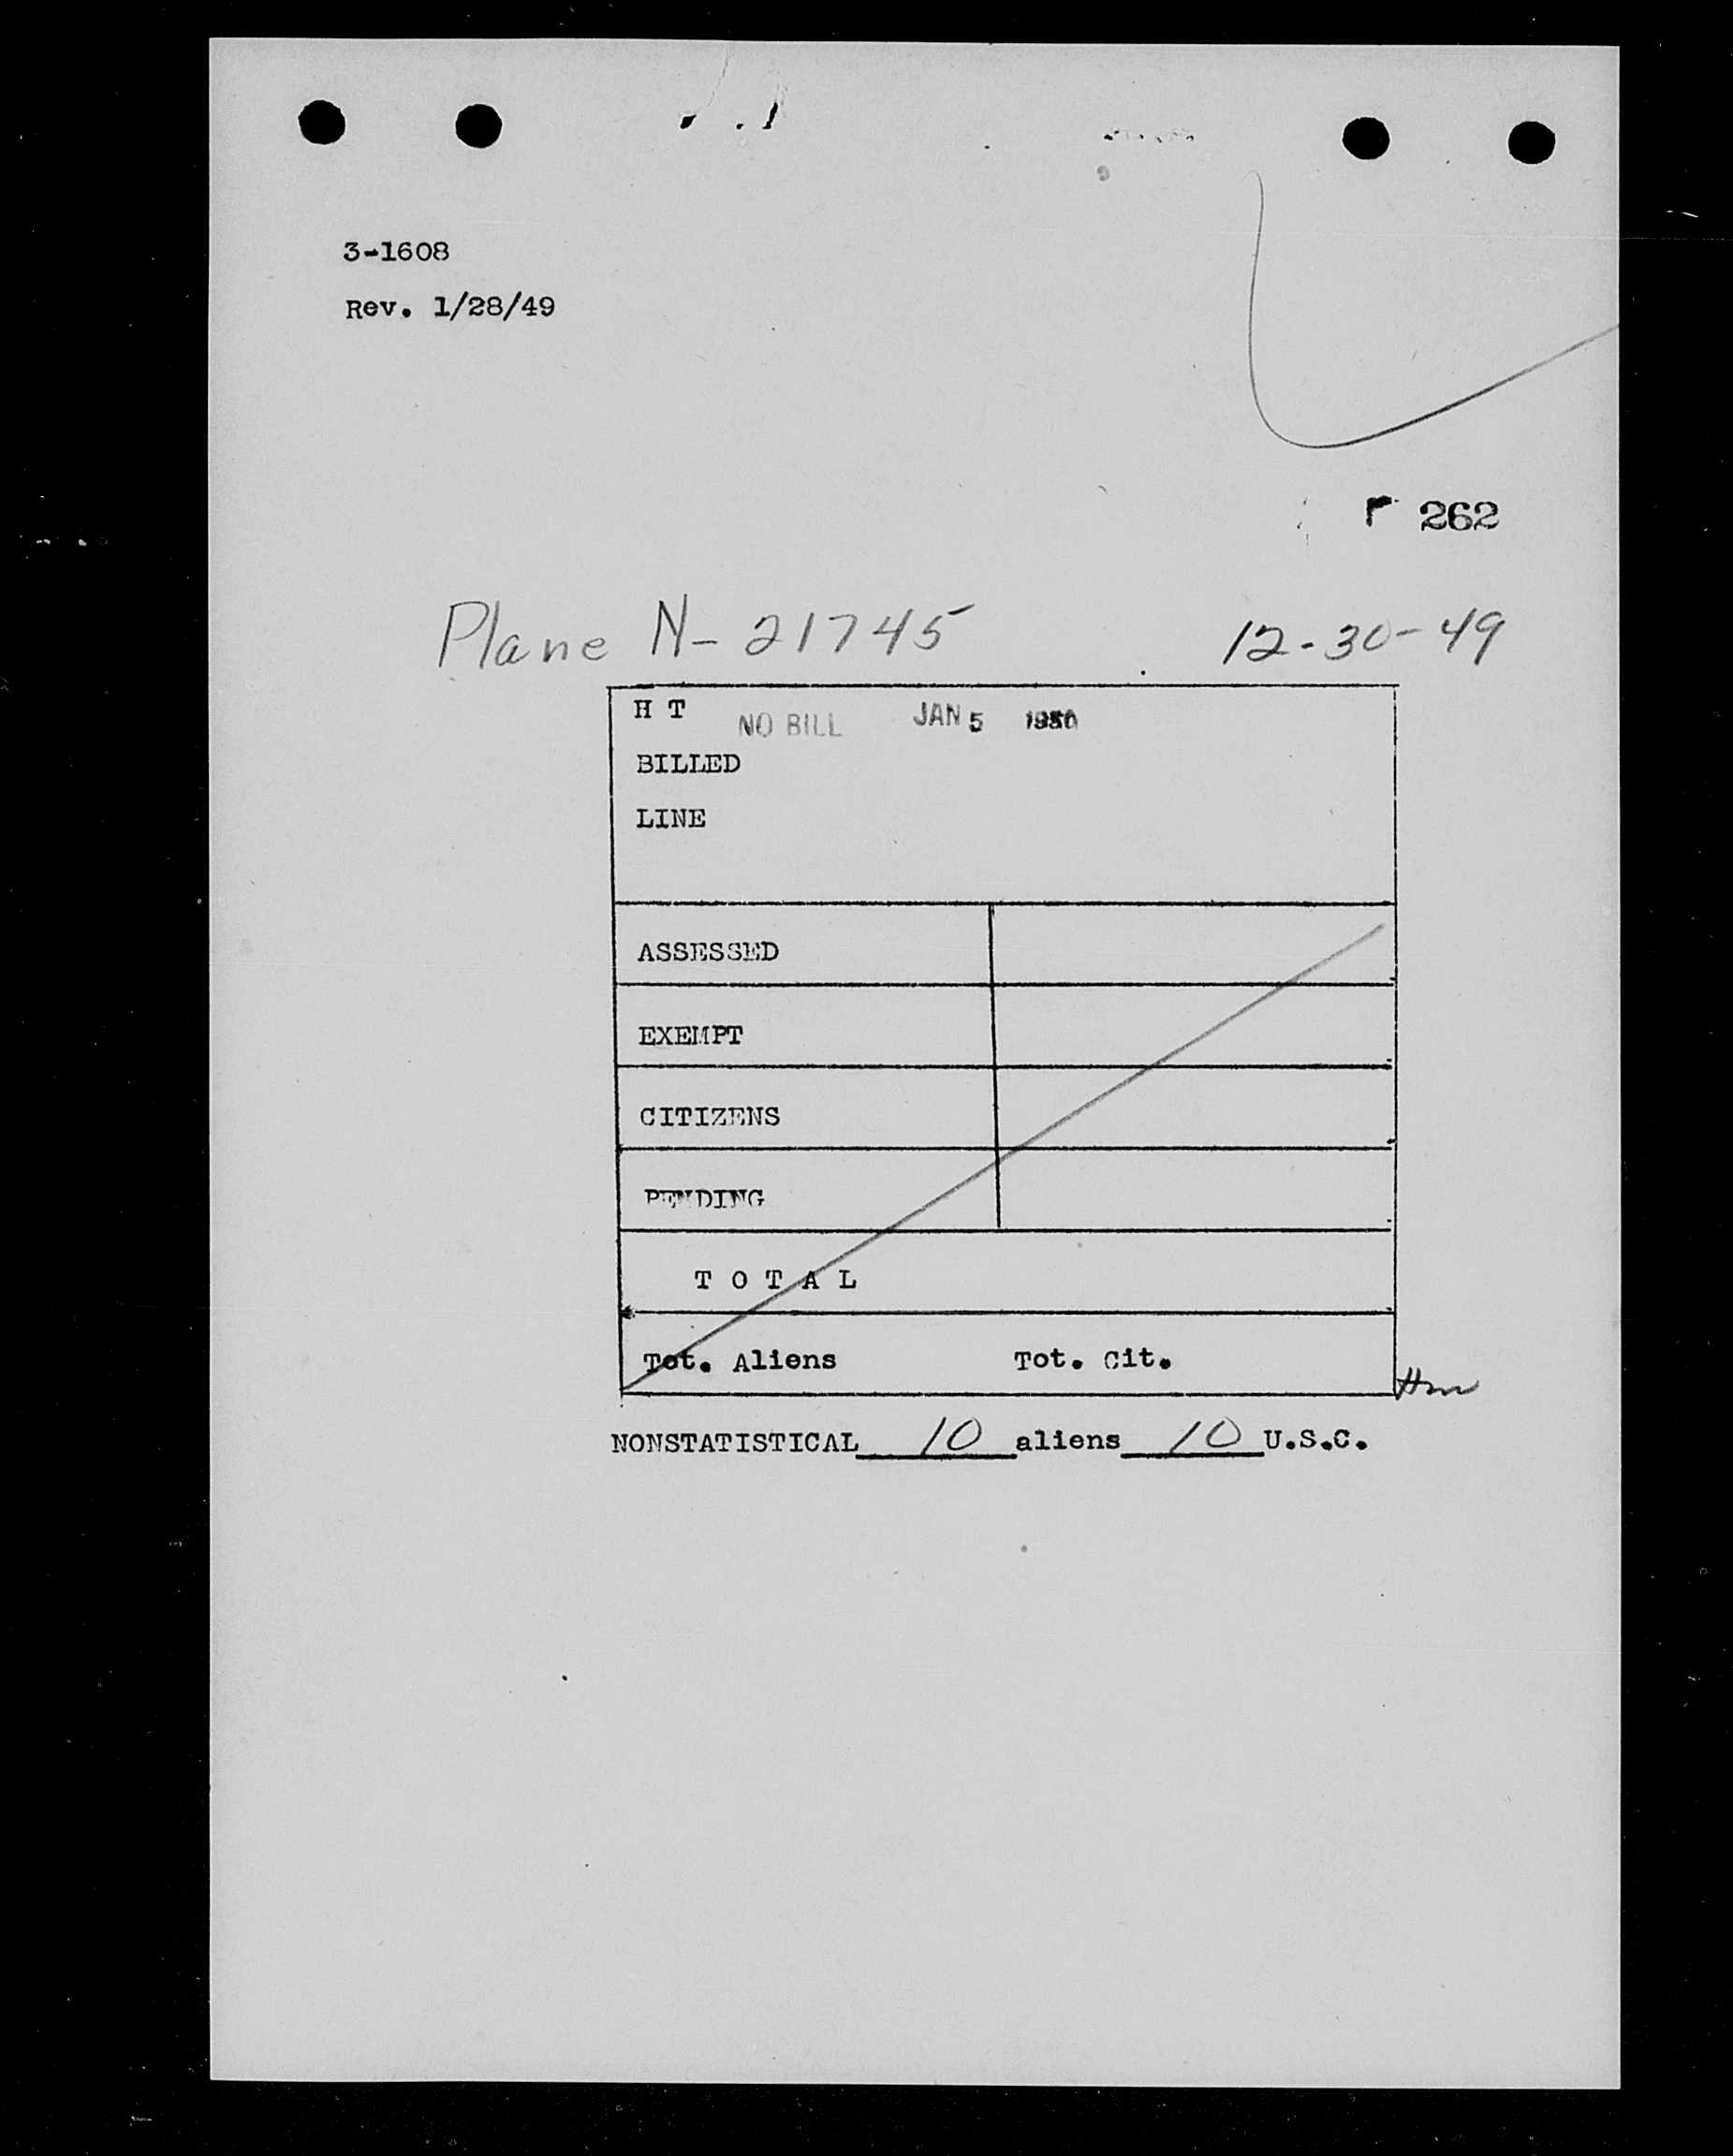 3-1608
Rev. 1/28/49
262
Plane N- 21745 12-30-49
H T NO BILL JAN 5 1950
BILLED
LINE
ASSESSED
EXEMPT
CITIZENS
PENDING
T O T A L
Tot. Aliens Tot. Cit.
NONSTATISTICAL 10 aliens 10 U.S.C.